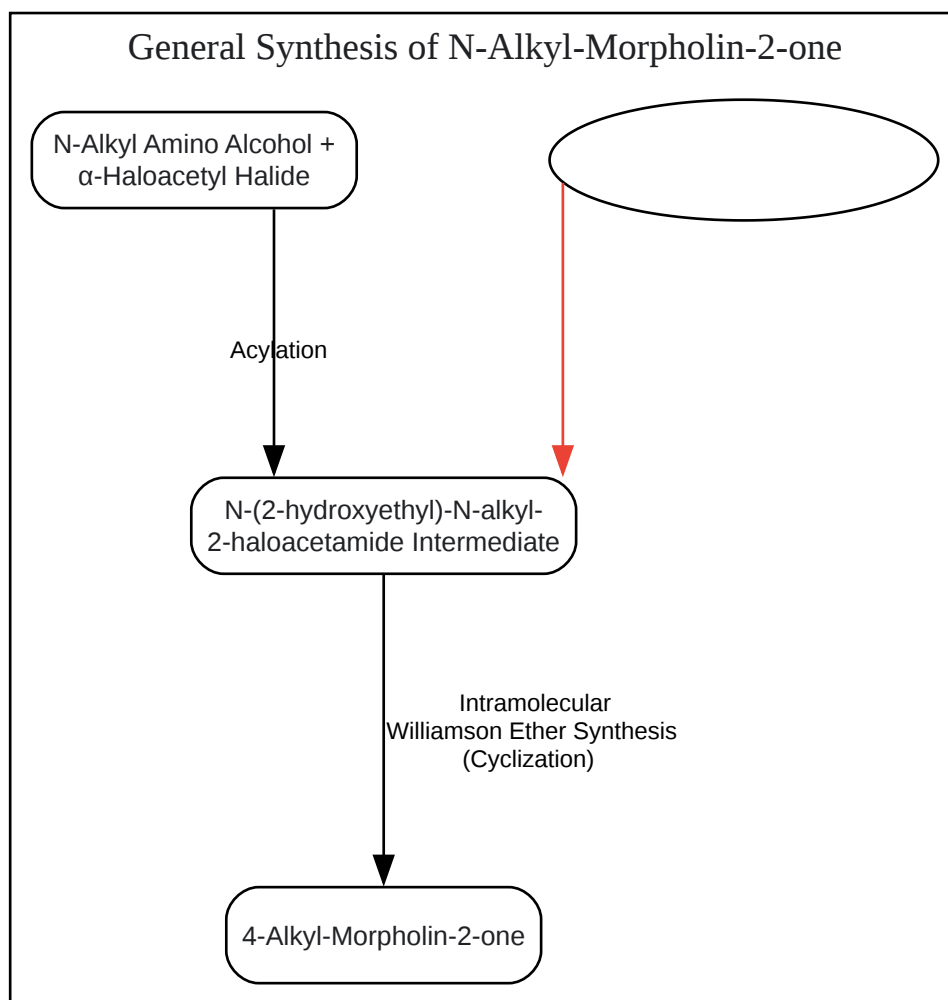 General Synthesis of N-Alkyl-Morpholin-2-one
N-Alkyl Amino Alcohol +
α-Haloacetyl Halide
Acylation
N-(2-hydroxyethyl)-N-alkyl-
2-haloacetamide Intermediate
Intramolecular
Williamson Ether Synthesis
(Cyclization)
4-Alkyl-Morpholin-2-one